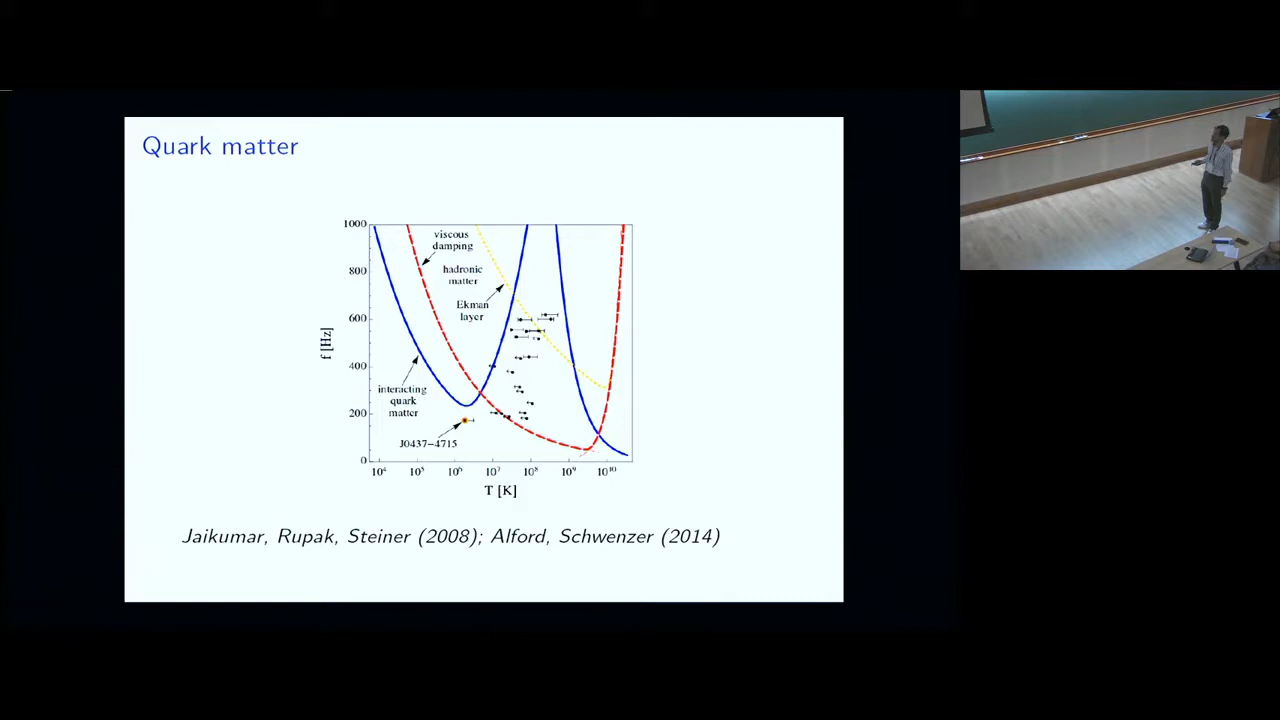 Quark matter
1000
800
600
400
200
0
f [Hz]
viscous
damping
hadronic
matter
Ekman
layer
interacting
quark
matter
J0437−4715
10⁴ 10⁵ 10⁶ 10⁷ 10⁸ 10⁹ 10¹⁰
T [K]
Jaikumar, Rupak, Steiner (2008); Alford, Schwenzer (2014)